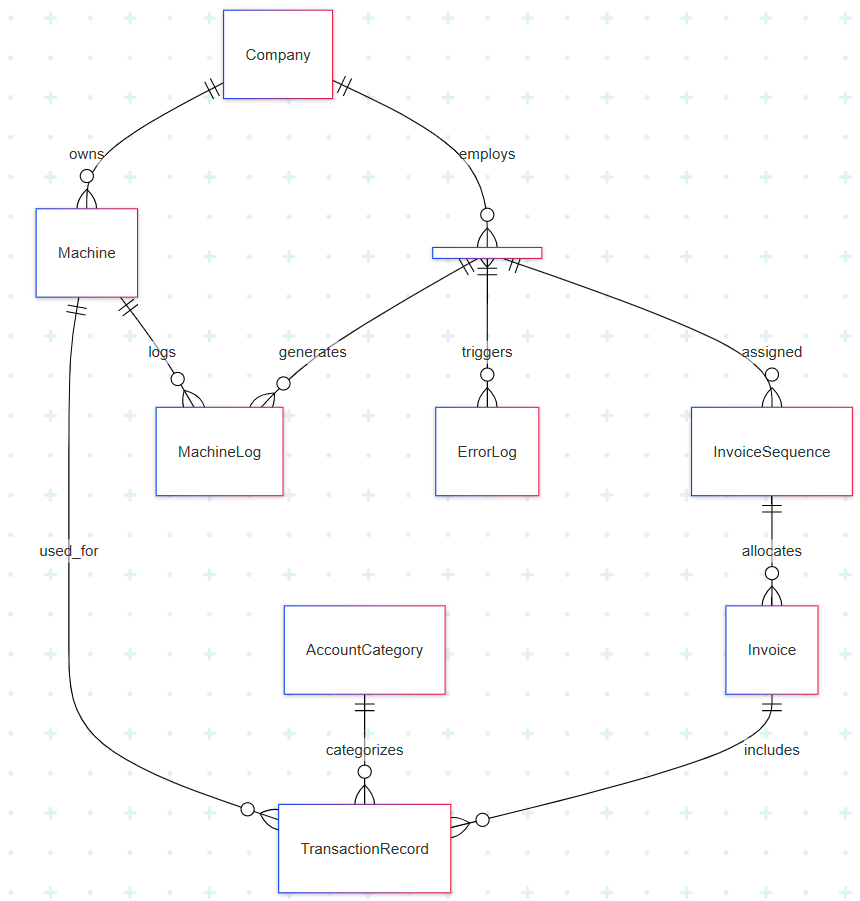 Company
owns
employs
Machine
logs
generates
triggers
assigned
MachineLog
ErrorLog
InvoiceSequence
used_for
allocates
AccountCategory
Invoice
categorizes
includes
TransactionRecord